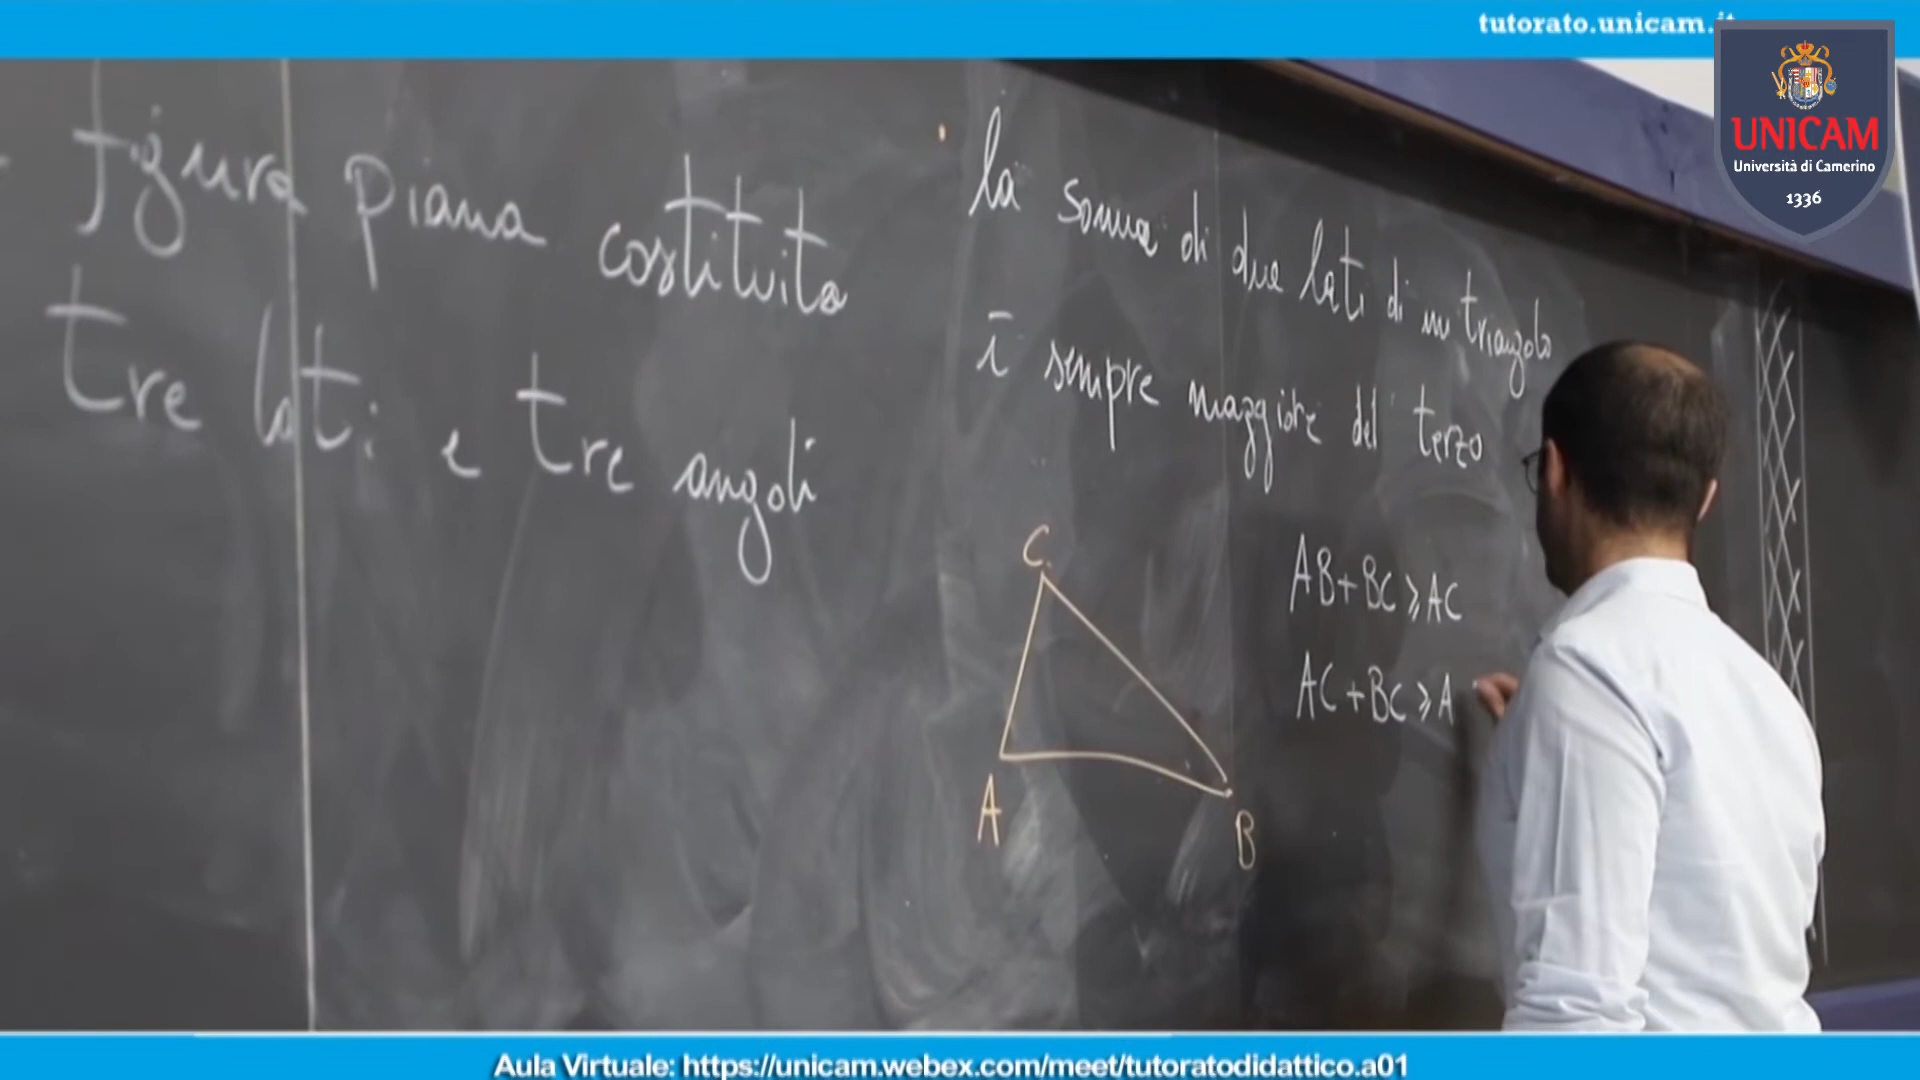 tutorato.unicam.it
UNICAM
Università di Camerino
1336
figura piana costituita
tre lati e tre angoli
la somma di due lati di un triangolo
è sempre maggiore del terzo
C
A
B
AB+BC⩾AC
AC+BC⩾A
Aula Virtuale: https://unicam.webex.com/meet/tutoratodidattico.a01